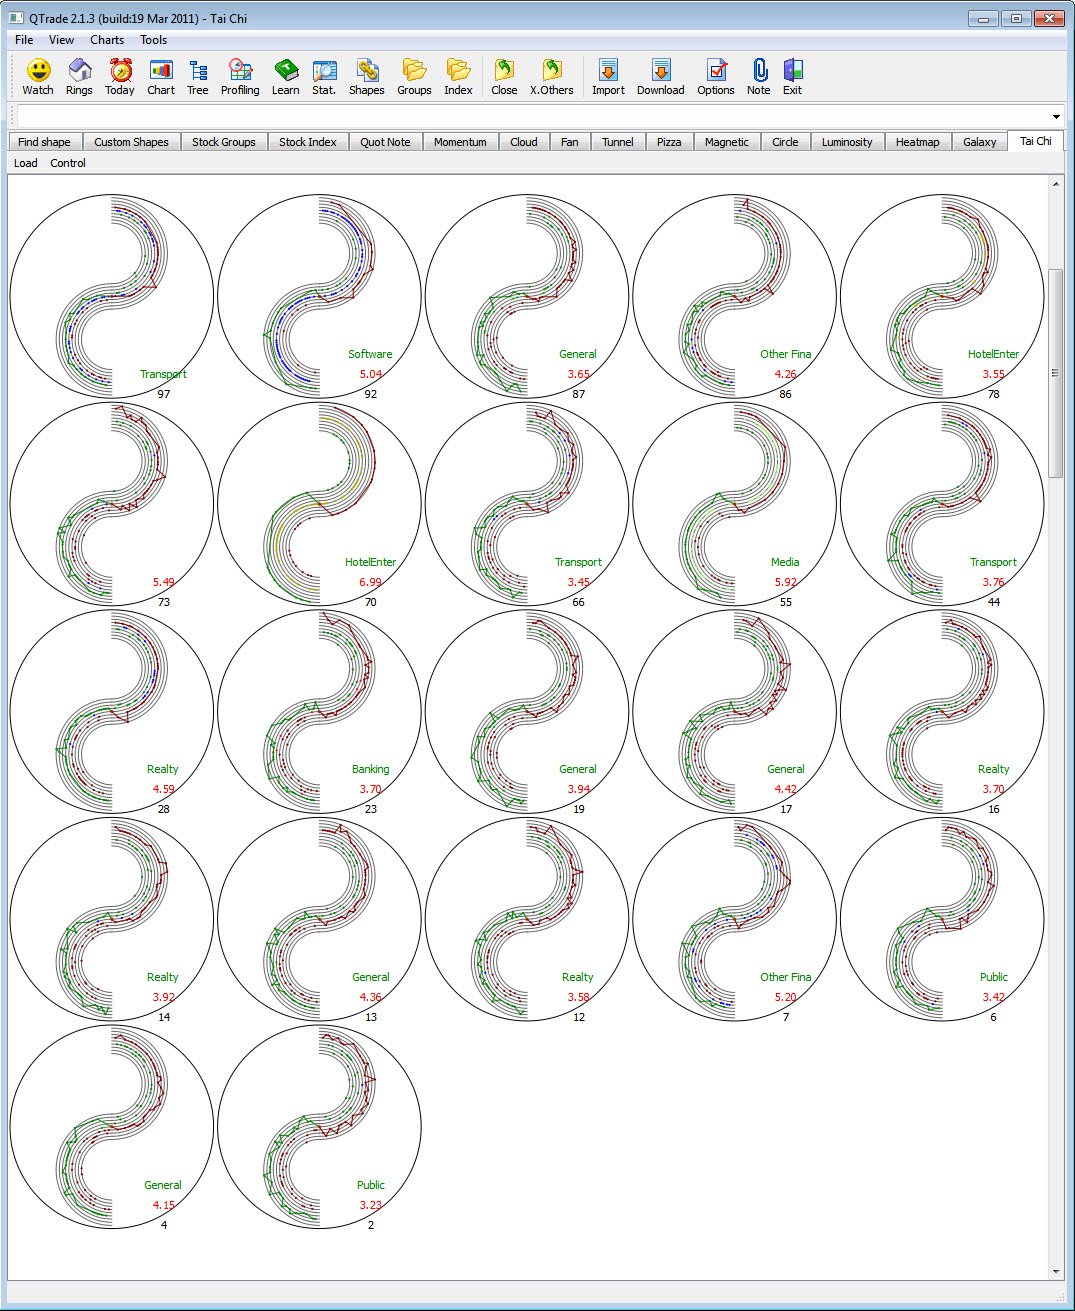 QTrade 2.1.3 (build:19 Mar 2011) - Tai Chi
File View Charts Tools
Watch Rings Today Chart Tree Profiling Learn Stat. Shapes Groups Index Close X.Others Import Download Options Note Exit
Find shape Custom Shapes Stock Groups Stock Index Quot Note Momentum Cloud Fan Tunnel Pizza Magnetic Circle Luminosity Heatmap Galaxy Tai Chi
Load Control
Software General Other Fina HotelEnter
Transport 5.04 3.65 4.26 3.55
97 92 87 86 78
HotelEnter Transport Media Transport
5.49 6.99 3.45 5.92 3.76
73 70 66 55 44
Realty Banking General General Realty
4.59 3.70 3.94 4.42 3.70
28 23 19 17 16
Realty General Realty Other Fina Public
3.92 4.36 3.58 5.20 3.42
14 13 12 7 6
General Public
4.15 3.23
4 2